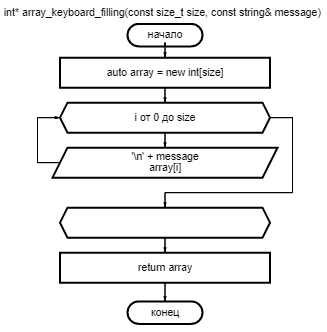 int* array_keyboard_filling(const size_t size, const string& message)
начало
auto array = new int[size]
i от 0 до size
'\n' + message
array[i]
return array
конец